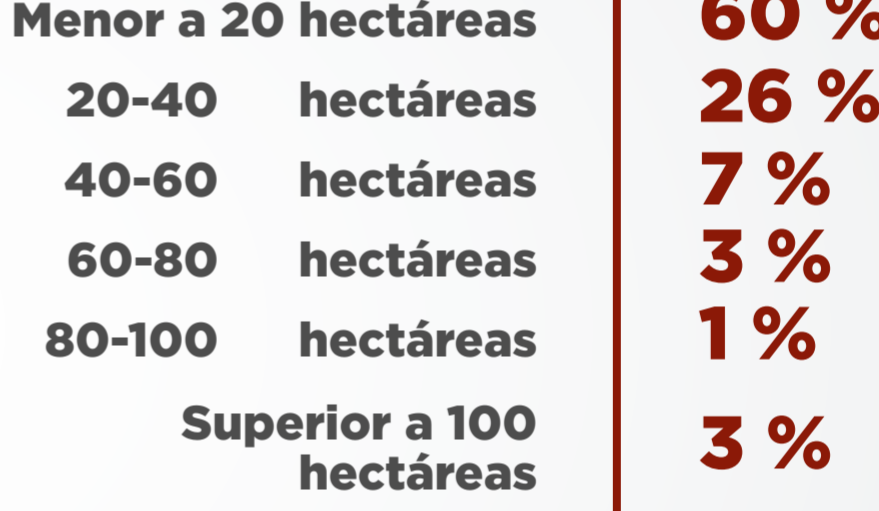 Menor a 20 hectáreas 60 %
20-40 hectáreas 26 %
40-60 hectáreas 7 %
60-80 hectáreas 3 %
80-100 hectáreas 1 %
Superior a 100
hectáreas 3 %